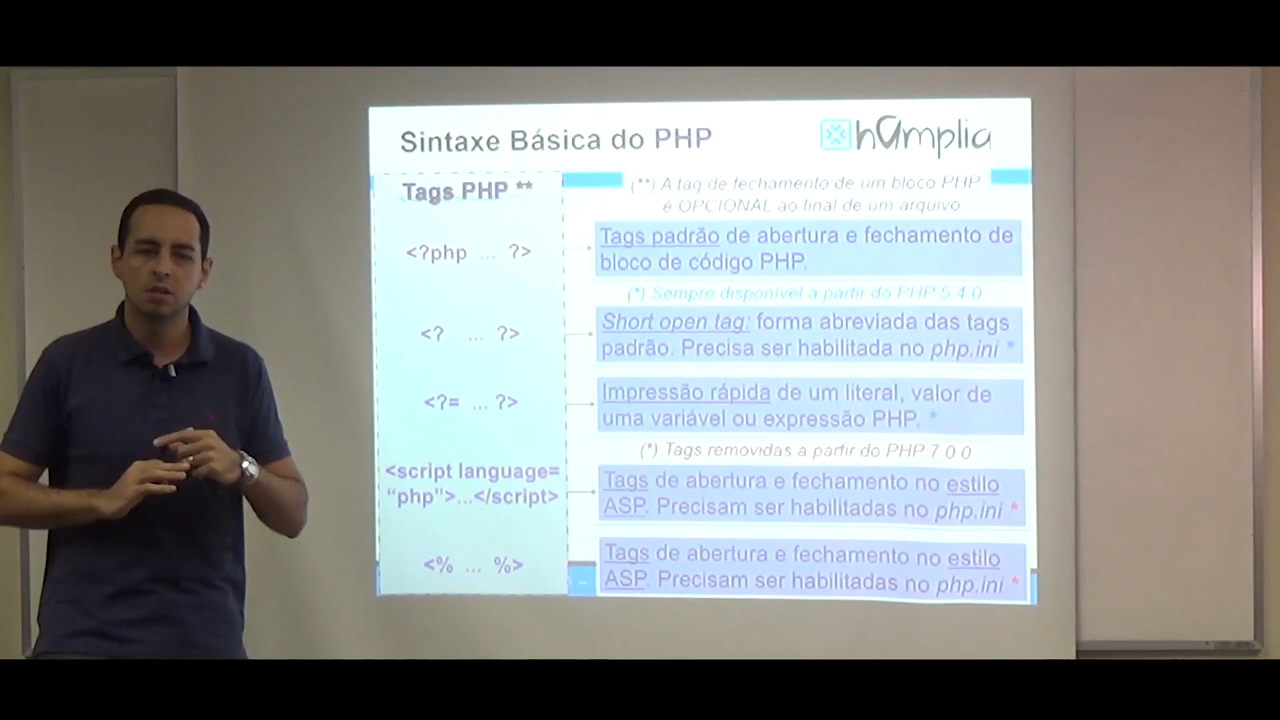 Sintaxe Básica do PHP
hamplia
Tags PHP **
(**) A tag de fechamento de um bloco PHP
é OPCIONAL ao final de um arquivo
<?php ... ?>
Tags padrão de abertura e fechamento de
bloco de código PHP.
(*) Sempre disponível a partir do PHP 5.4.0
<? ... ?>
Short open tag: forma abreviada das tags
padrão. Precisa ser habilitada no php.ini *
<?= ... ?>
Impressão rápida de um literal, valor de
uma variável ou expressão PHP. *
(*) Tags removidas a partir do PHP 7.0.0
<script language=
“php”>...</script>
Tags de abertura e fechamento no estilo
ASP. Precisam ser habilitadas no php.ini *
<% ... %>
Tags de abertura e fechamento no estilo
ASP. Precisam ser habilitadas no php.ini *